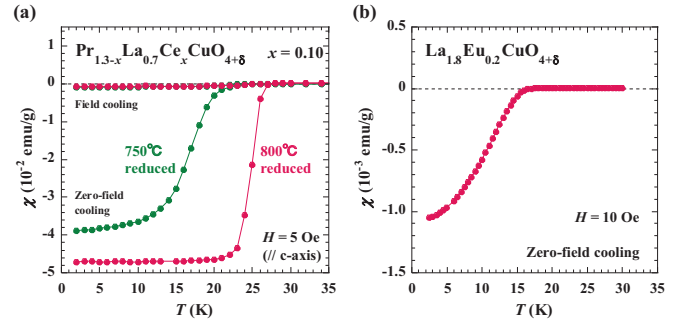 (a)
Pr1.3-xLa0.7CexCuO4+δ x = 0.10
1
0
-1
-2
-3
-4
-5
χ (10-2 emu/g)
Field cooling
750℃
reduced
800℃
reduced
Zero-field
cooling
H = 5 Oe
(// c-axis)
0 5 10 15 20 25 30 35
T (K)
(b)
La1.8Eu0.2CuO4+δ
0.5
0
-0.5
-1.0
-1.5
χ (10-3 emu/g)
H = 10 Oe
Zero-field cooling
0 5 10 15 20 25 30 35
T (K)